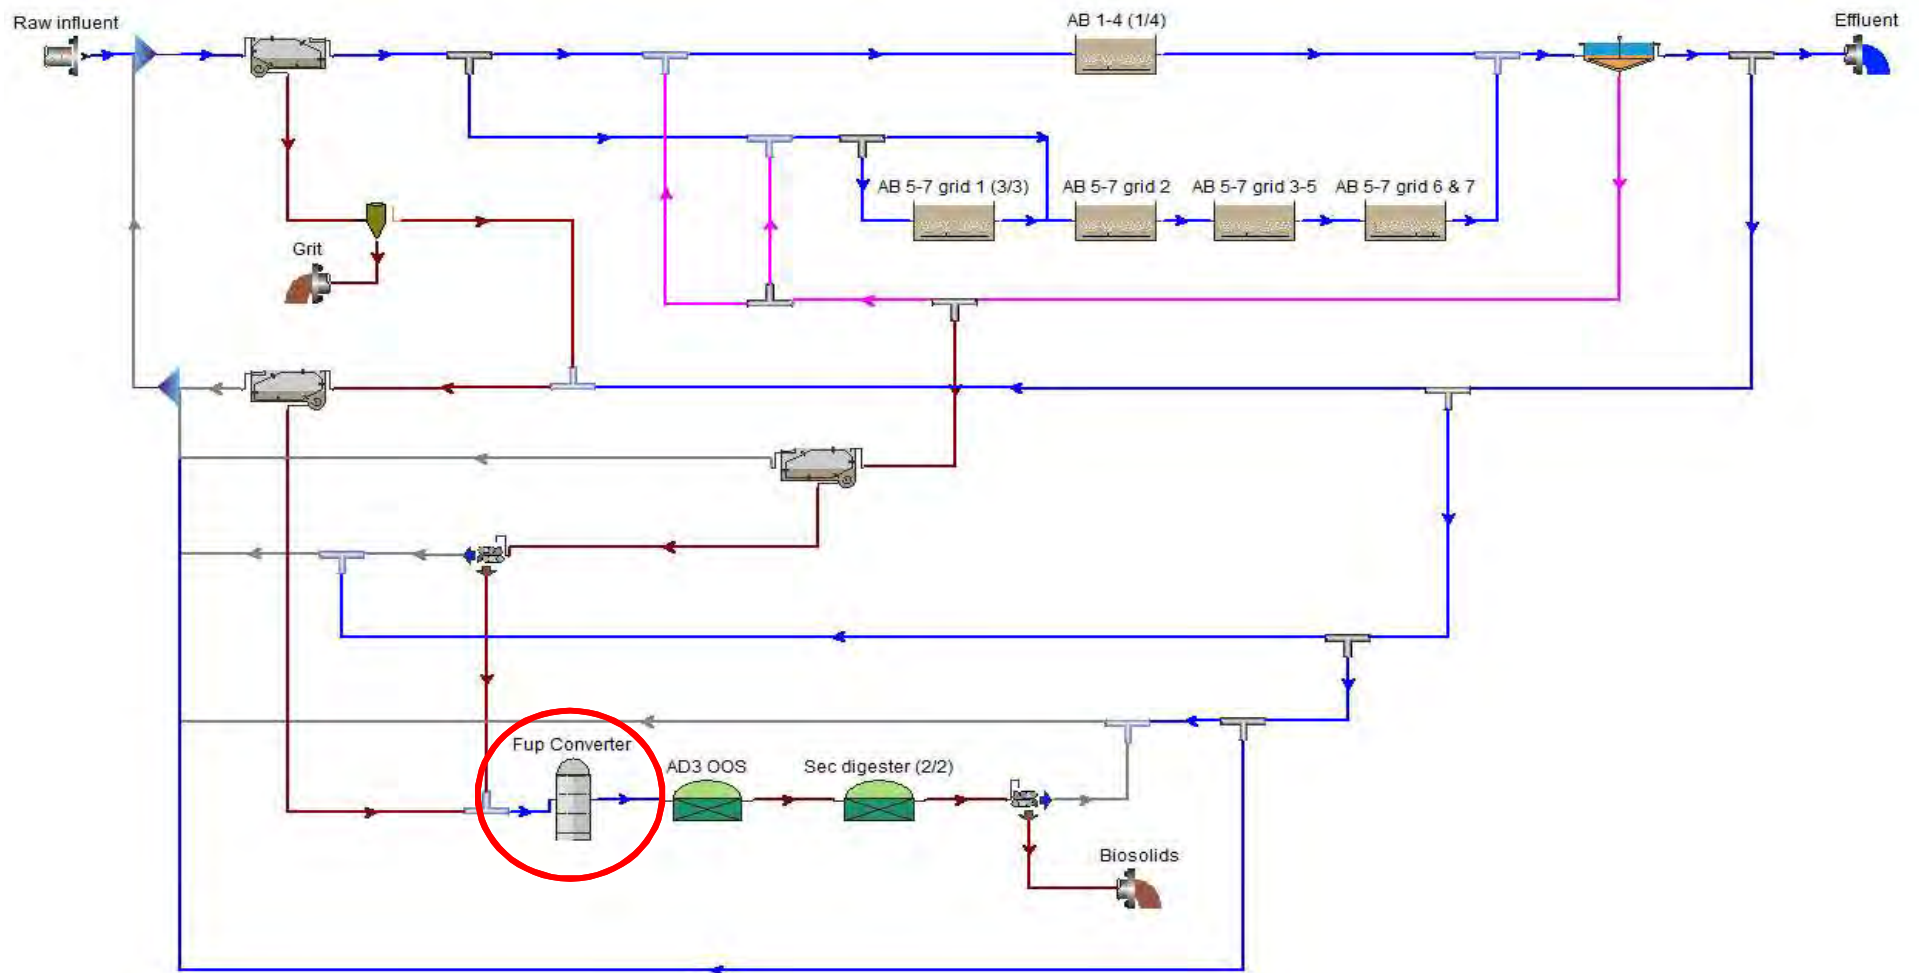 Raw influent
AB 1-4 (1/4)
Effluent
AB 5-7 grid 1 (3/3)
AB 5-7 grid 2
AB 5-7 grid 3-5
AB 5-7 grid 6 & 7
Grit
Fup Converter
AD3 OOS
Sec digester (2/2)
Biosolids